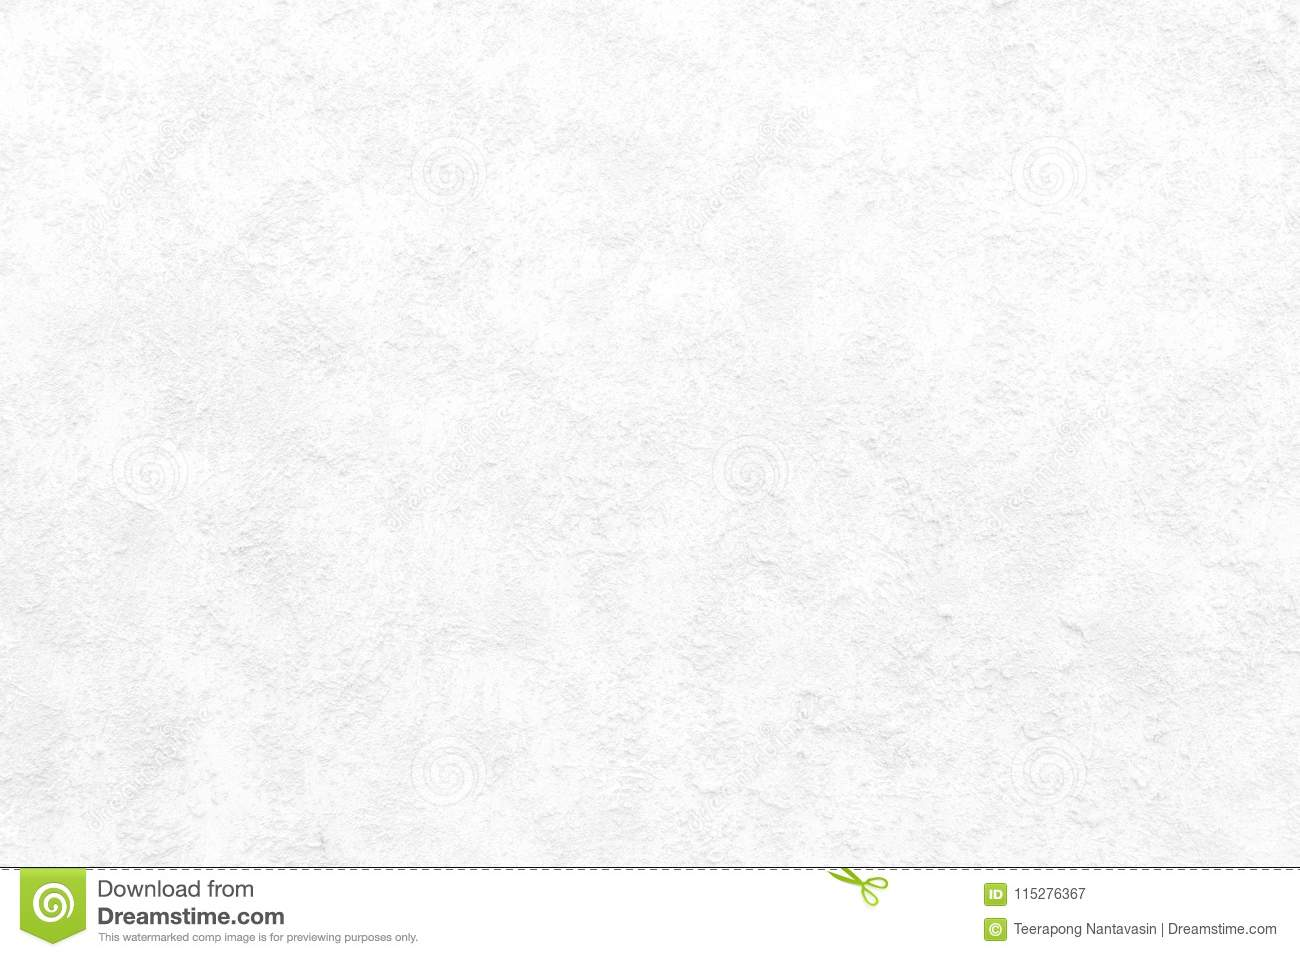 Download from
Dreamstime.com
This watermarked comp image is for previewing purposes only.
ID 115276367
© Teerapong Nantavasin | Dreamstime.com